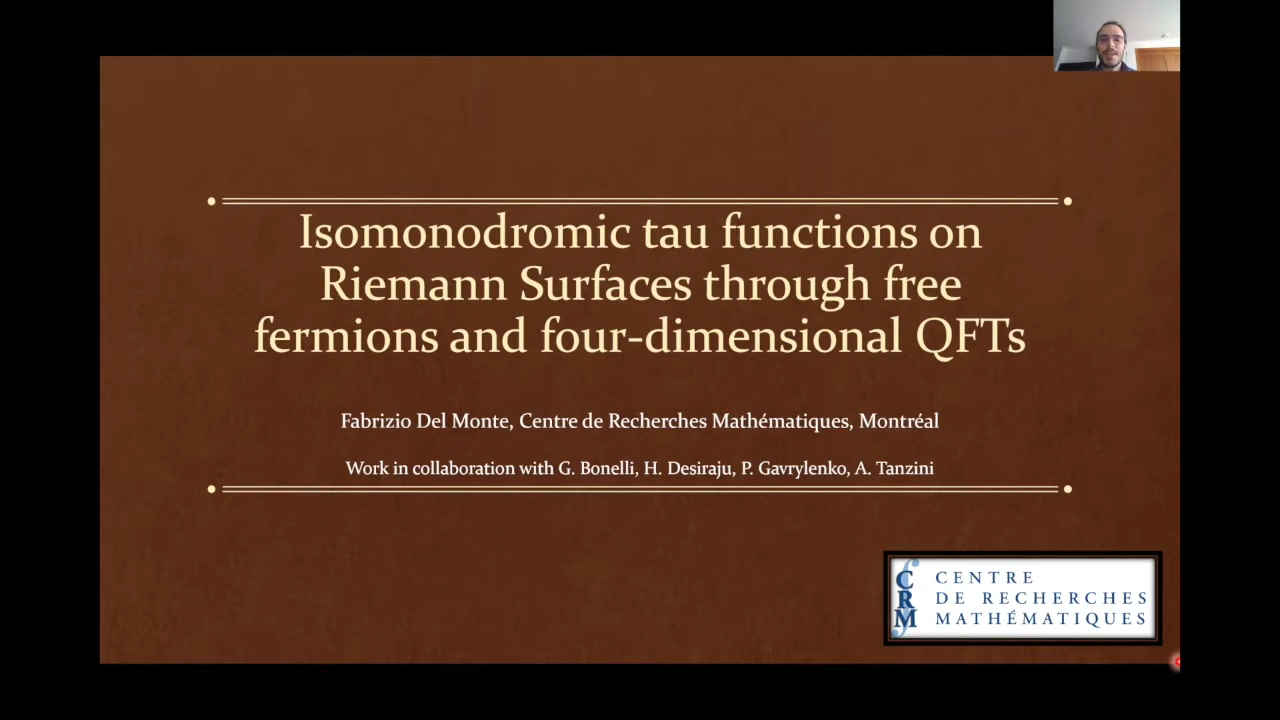 Isomonodromic tau functions on
Riemann Surfaces through free
fermions and four-dimensional QFTs
Fabrizio Del Monte, Centre de Recherches Mathématiques, Montréal
Work in collaboration with G. Bonelli, H. Desiraju, P. Gavrylenko, A. Tanzini
CRM
CENTRE
DE RECHERCHES
MATHÉMATIQUES